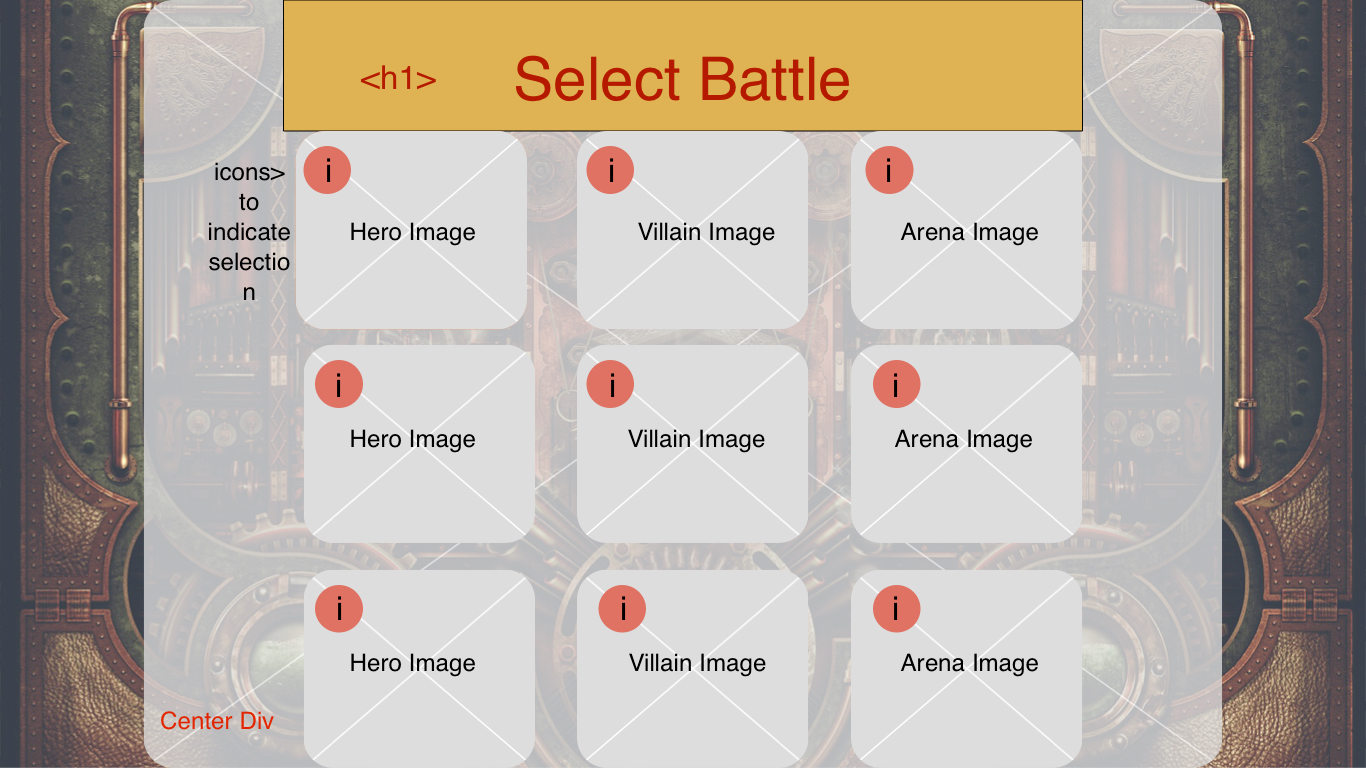 <h1> Select Battle
icons>
to
indicate
selectio
n
i
i
i
Hero Image
Villain Image
Arena Image
i
i
i
Hero Image
Villain Image
Arena Image
i
i
i
Hero Image
Villain Image
Arena Image
Center Div